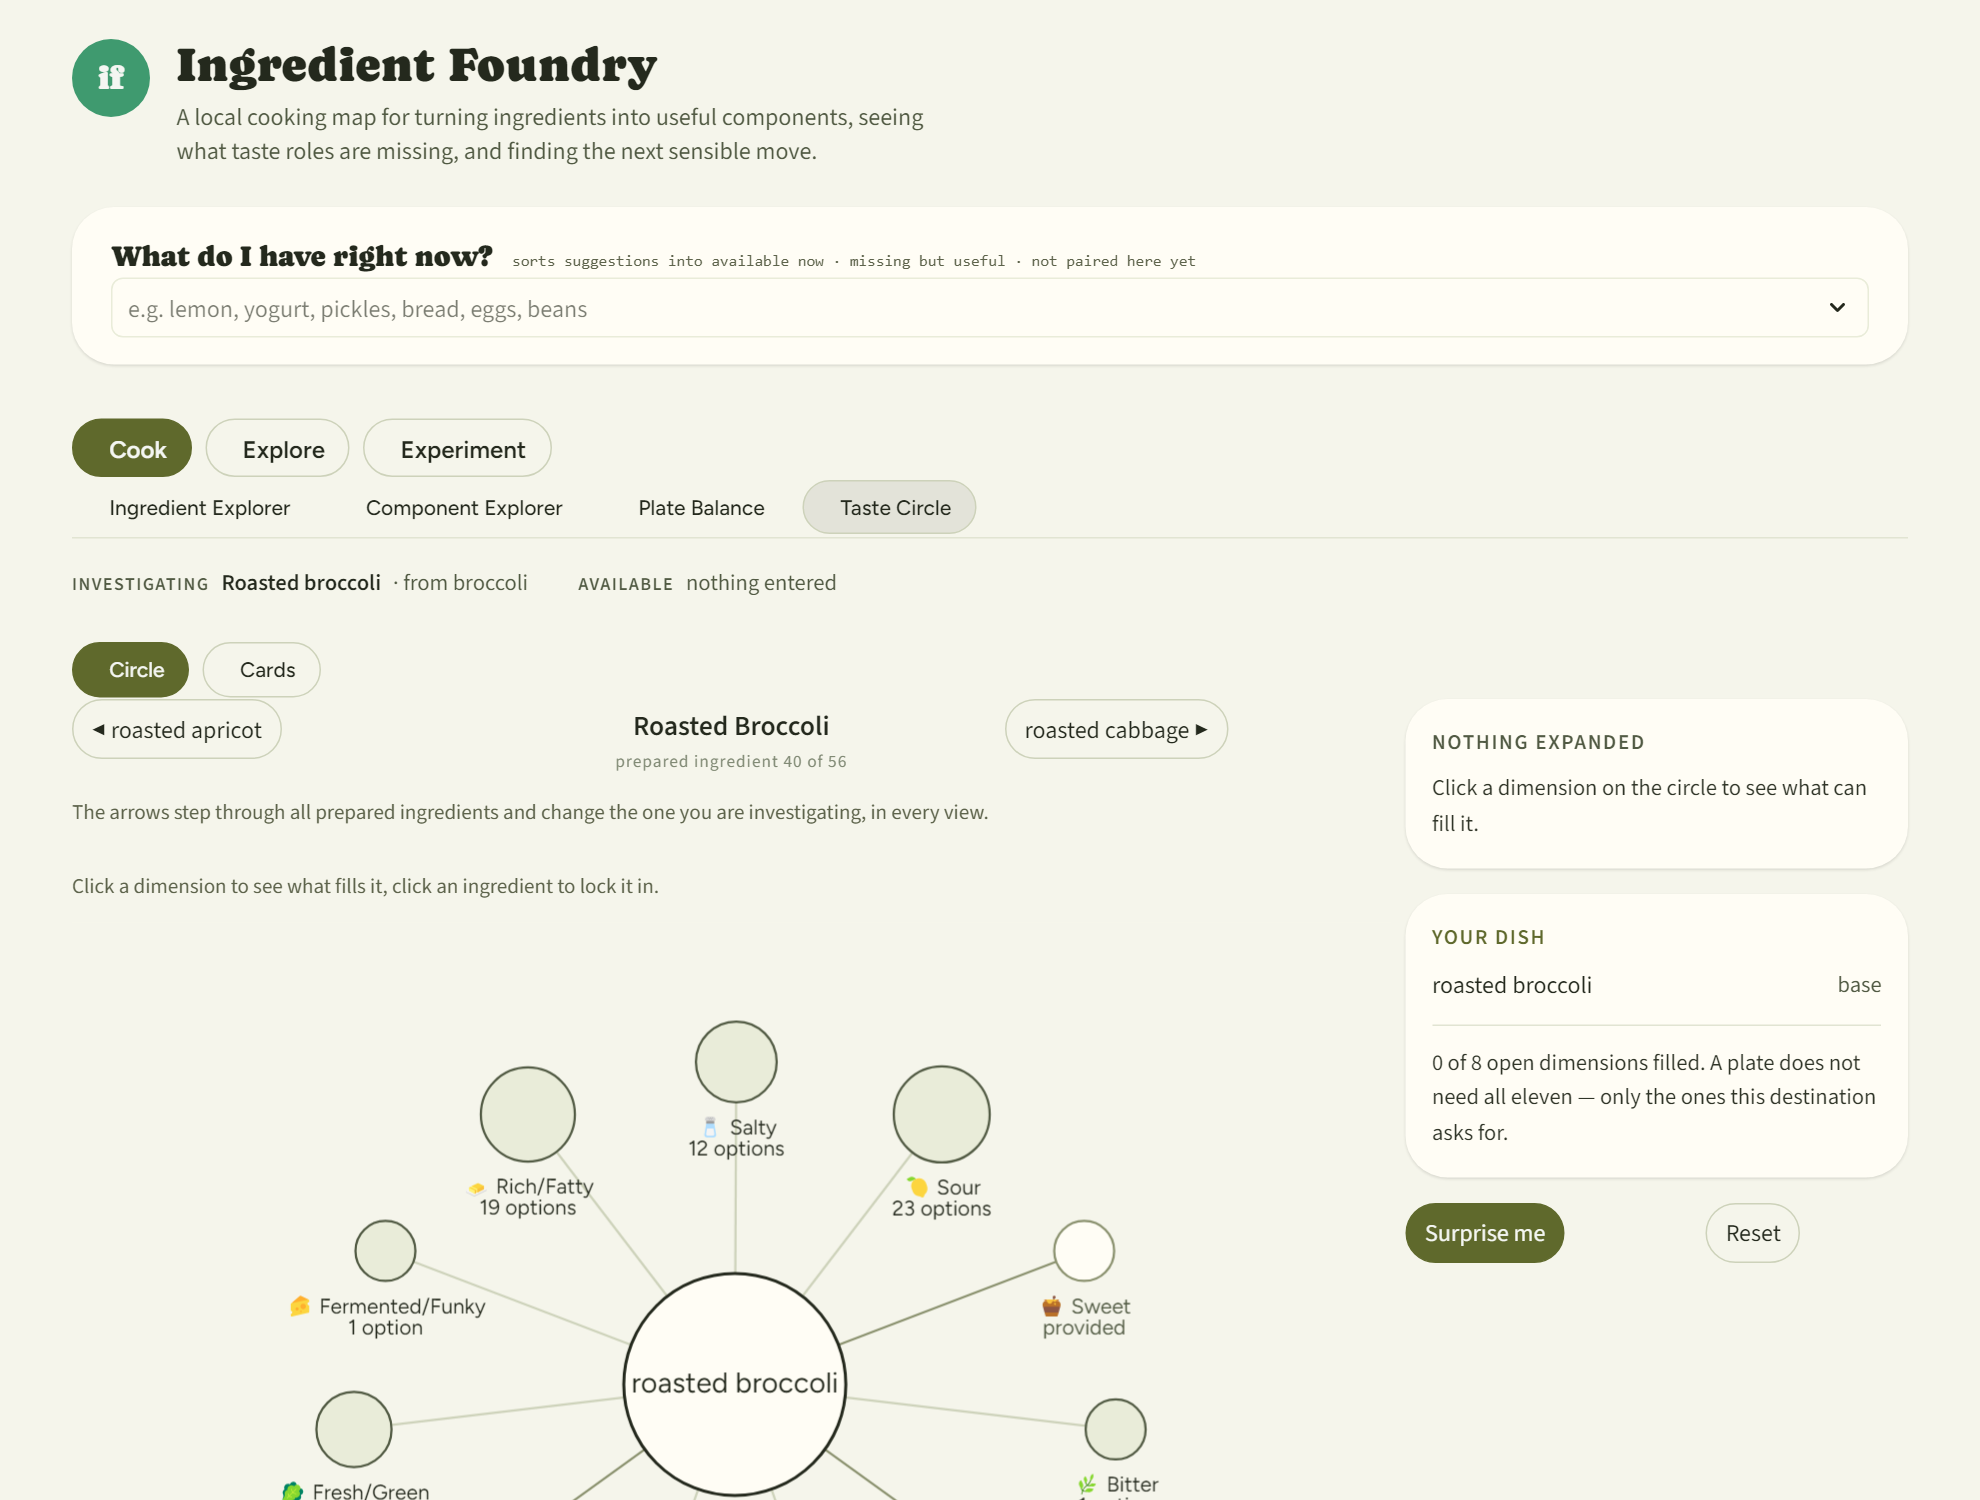 if
Ingredient Foundry
A local cooking map for turning ingredients into useful components, seeing
what taste roles are missing, and finding the next sensible move.
What do I have right now? sorts suggestions into available now · missing but useful · not paired here yet
e.g. lemon, yogurt, pickles, bread, eggs, beans
Cook Explore Experiment
Ingredient Explorer Component Explorer Plate Balance Taste Circle
INVESTIGATING Roasted broccoli · from broccoli AVAILABLE nothing entered
Circle Cards
◄ roasted apricot
Roasted Broccoli
prepared ingredient 40 of 56
roasted cabbage ►
The arrows step through all prepared ingredients and change the one you are investigating, in every view.
Click a dimension to see what fills it, click an ingredient to lock it in.
Salty
12 options
Rich/Fatty
19 options
Sour
23 options
Fermented/Funky
1 option
Sweet
provided
roasted broccoli
Fresh/Green
Bitter
NOTHING EXPANDED
Click a dimension on the circle to see what can
fill it.
YOUR DISH
roasted broccoli base
0 of 8 open dimensions filled. A plate does not
need all eleven — only the ones this destination
asks for.
Surprise me Reset